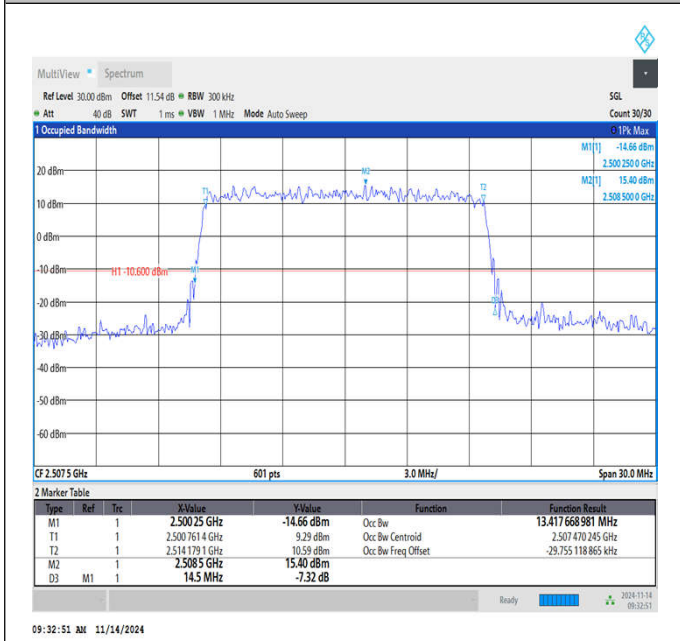 R&S
MultiView Spectrum
Ref Level 30.00 dBm Offset 11.54 dB RBW 300 kHz SGL
Att 40 dB SWT 1 ms VBW 1 MHz Mode Auto Sweep Count 30/30
1 Occupied Bandwidth 1Pk Max
M1[1] -14.66 dBm
2.500 250 0 GHz
M2[1] 15.40 dBm
2.508 500 0 GHz
20 dBm
M2
T1 T2
10 dBm
0 dBm
-10 dBm H1 -10.600 dBm M1
-20 dBm
D3
-30 dBm
-40 dBm
-50 dBm
-60 dBm
CF 2.507 5 GHz 601 pts 3.0 MHz/ Span 30.0 MHz
2 Marker Table
Type Ref Trc X-Value Y-Value Function Function Result
M1 1 2.500 25 GHz -14.66 dBm Occ Bw 13.417 668 981 MHz
T1 1 2.500 761 4 GHz 9.29 dBm Occ Bw Centroid 2.507 470 245 GHz
T2 1 2.514 179 1 GHz 10.59 dBm Occ Bw Freq Offset -29.755 118 865 kHz
M2 1 2.508 5 GHz 15.40 dBm
D3 M1 1 14.5 MHz -7.32 dB
Ready 2024-11-14
09:32:51
09:32:51 AM 11/14/2024